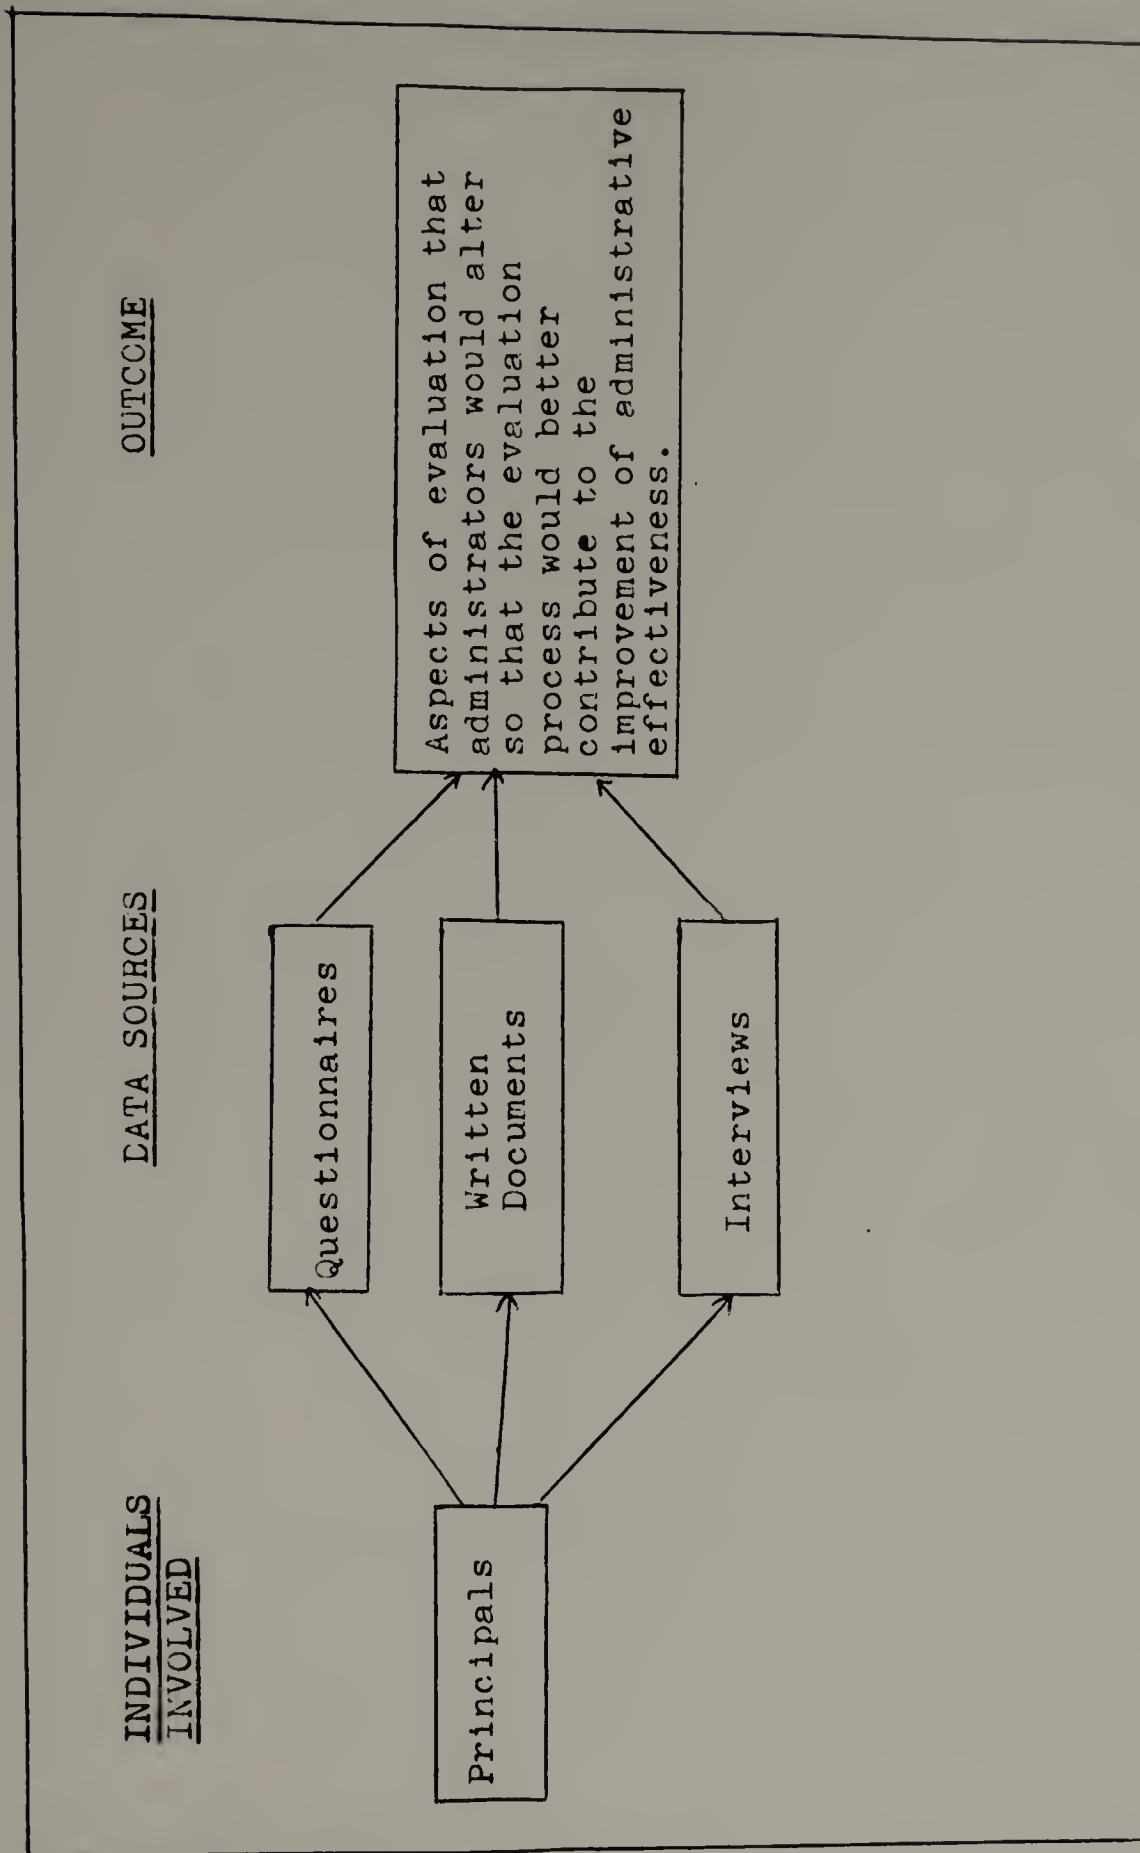 INDIVIDUALS
INVOLVED
DATA SOURCES
OUTCOME
Principals
Questionnaires
Written
Documents
Interviews
Aspects of evaluation that
administrators would alter
so that the evaluation
process would better
contribute to the
improvement of administrative
effectiveness.